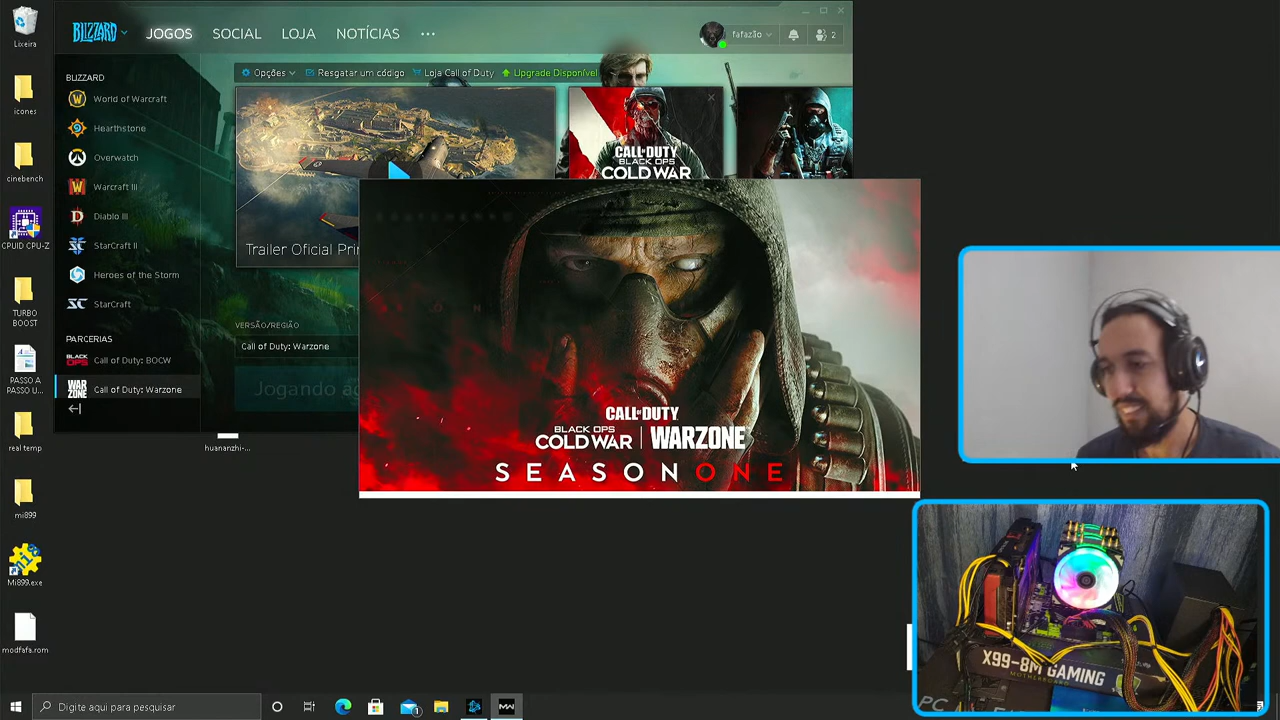 Lixeira
icones
cinebench
CPUID CPU-Z
TURBO
BOOST
PASSO A
PASSO U...
real temp
mi899
Mi899.exe
modfafa.rom
huananzhi-...
BLIZZARD
JOGOS
SOCIAL
LOJA
NOTÍCIAS
...
fafazão
2
BLIZZARD
World of Warcraft
Hearthstone
Overwatch
Warcraft III
Diablo III
StarCraft II
Heroes of the Storm
StarCraft
PARCERIAS
Call of Duty: BOCW
Call of Duty: Warzone
Opções
Resgatar um código
Loja Call of Duty
Upgrade Disponível
Trailer Oficial Pri
CALL OF DUTY
BLACK OPS
COLD WAR
VERSÃO/REGIÃO
Call of Duty: Warzone
Jogando ag
CALL OF DUTY
BLACK OPS
COLD WAR | WARZONE
SEASON ONE
X99-8M GAMING
MOTHERBOARD
Digite aqui para pesquisar